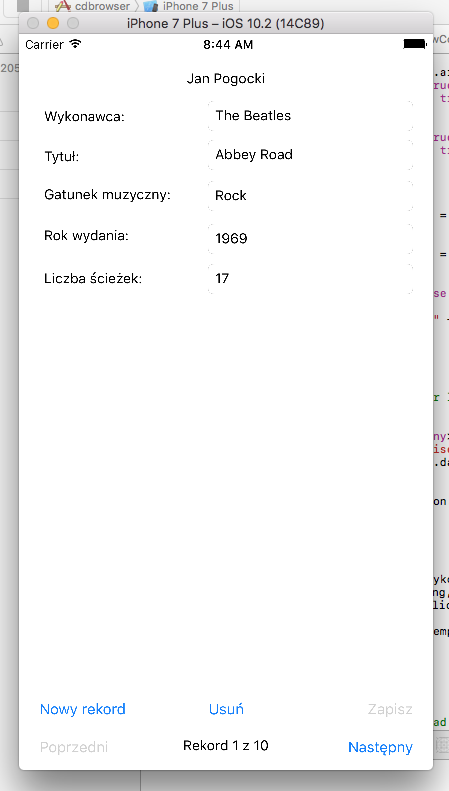 cdbrowser iPhone 7 Plus
iPhone 7 Plus – iOS 10.2 (14C89)
Carrier 8:44 AM
205
Jan Pogocki
Wykonawca: The Beatles
Tytuł: Abbey Road
Gatunek muzyczny: Rock
Rok wydania: 1969
Liczba ścieżek: 17
Nowy rekord Usuń Zapisz
Poprzedni Rekord 1 z 10 Następny